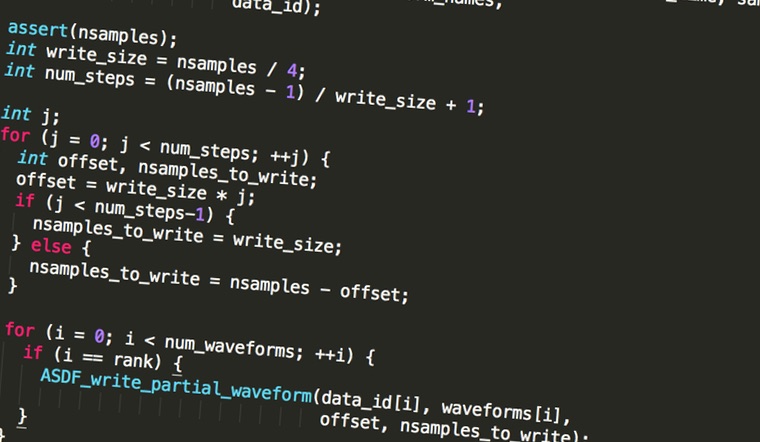 data_id);
assert(nsamples);
int write_size = nsamples / 4;
int num_steps = (nsamples - 1) / write_size + 1;
int j;
for (j = 0; j < num_steps; ++j) {
int offset, nsamples_to_write;
offset = write_size * j;
if (j < num_steps-1) {
nsamples_to_write = write_size;
} else {
nsamples_to_write = nsamples - offset;
}
for (i = 0; i < num_waveforms; ++i) {
if (i == rank) {
ASDF_write_partial_waveform(data_id[i], waveforms[i],
offset, nsamples_to_write);
}
}